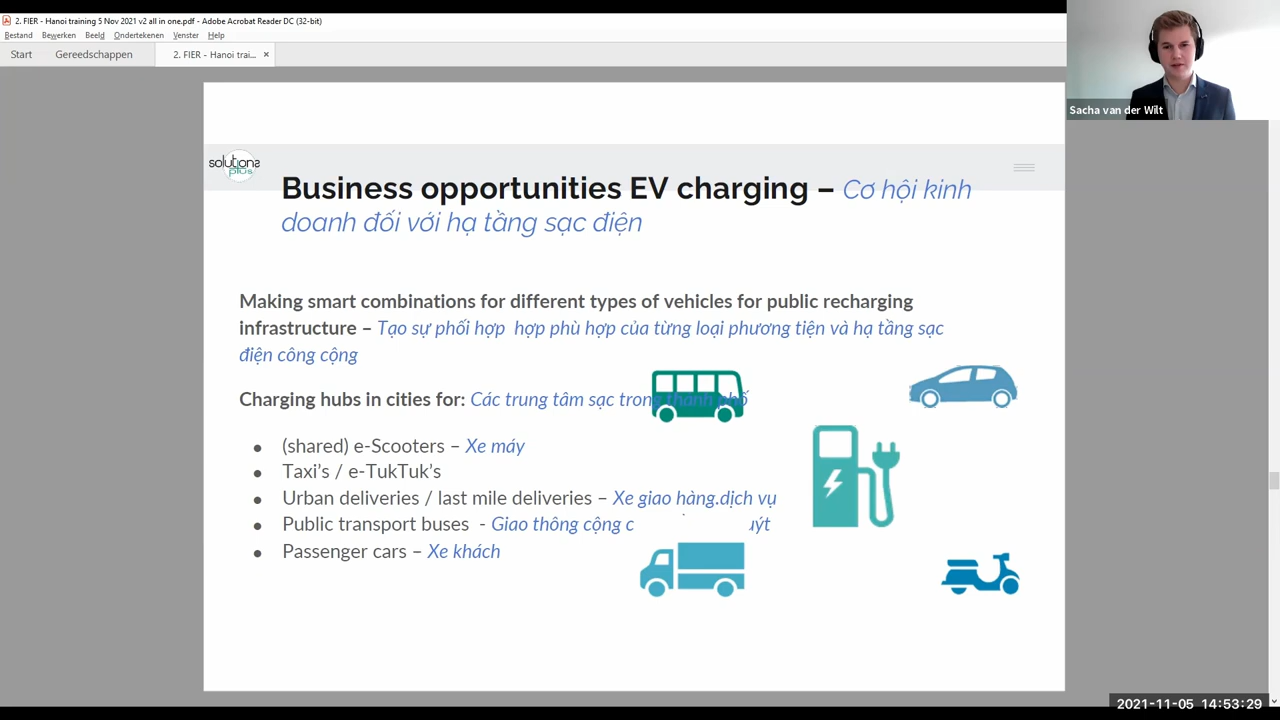 2. FIER - Hanoi training 5 Nov 2021 v2 all in one.pdf - Adobe Acrobat Reader DC (32-bit)
Bestand Bewerken Beeld Ondertekenen Venster Help
Start Gereedschappen 2. FIER - Hanoi trai... ×
Sacha van der Wilt
solutions
plus
Business opportunities EV charging – Cơ hội kinh
doanh đối với hạ tầng sạc điện
Making smart combinations for different types of vehicles for public recharging
infrastructure – Tạo sự phối hợp hợp phù hợp của từng loại phương tiện và hạ tầng sạc
điện công cộng
Charging hubs in cities for: Các trung tâm sạc trong thành phố
● (shared) e-Scooters – Xe máy
● Taxi's / e-TukTuk's
● Urban deliveries / last mile deliveries – Xe giao hàng.dịch vụ
● Public transport buses - Giao thông cộng
● Passenger cars – Xe khách
2021-11-05 14:53:29